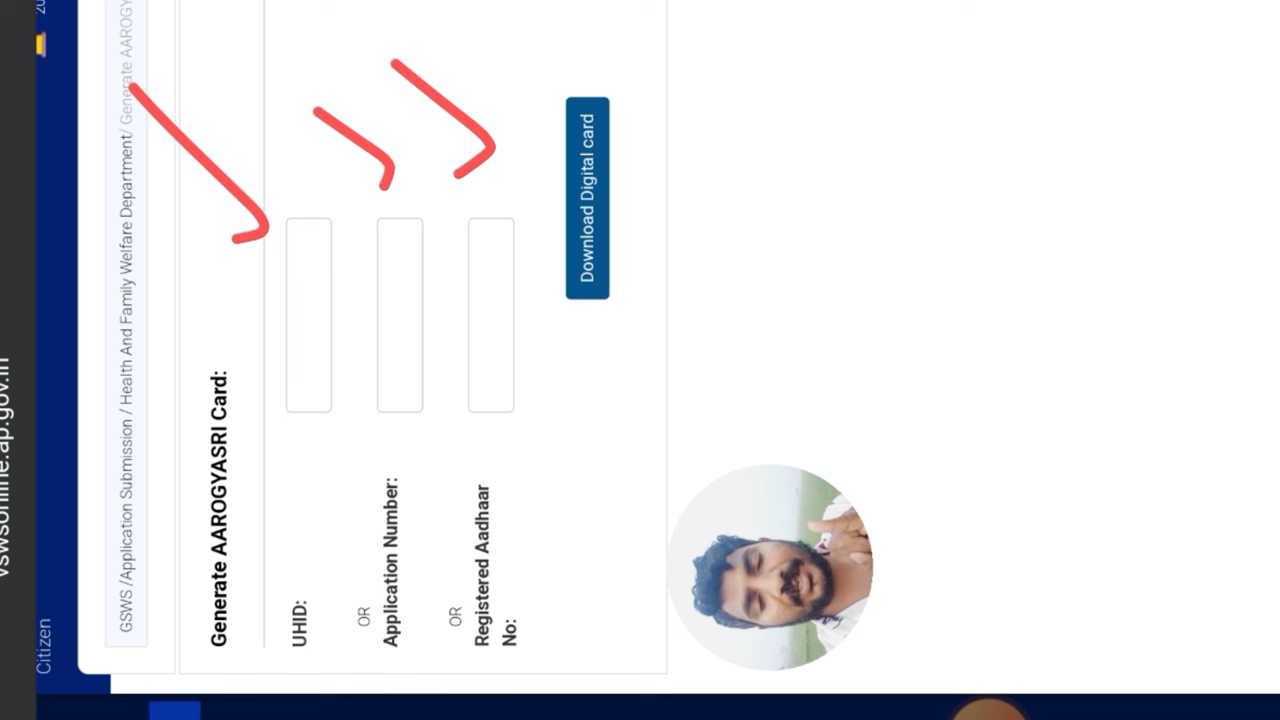 vswsonline.ap.gov.in
Citizen
GSWS /Application Submission / Health And Family Welfare Department/ Generate AAROGY
Generate AAROGYASRI Card:
UHID:
OR
Application Number:
OR
Registered Aadhaar
No:
Download Digital card